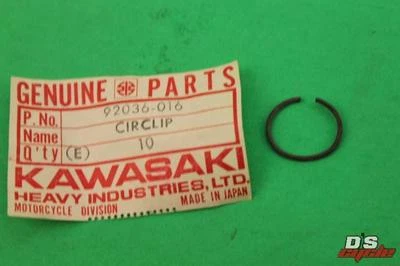 GENUINE PARTS
P. No. 92036-016
Name CIRCLIP
Q'ty (E) 10
KAWASAKI
HEAVY INDUSTRIES, LTD.
MOTORCYCLE DIVISION MADE IN JAPAN
D's
cycle